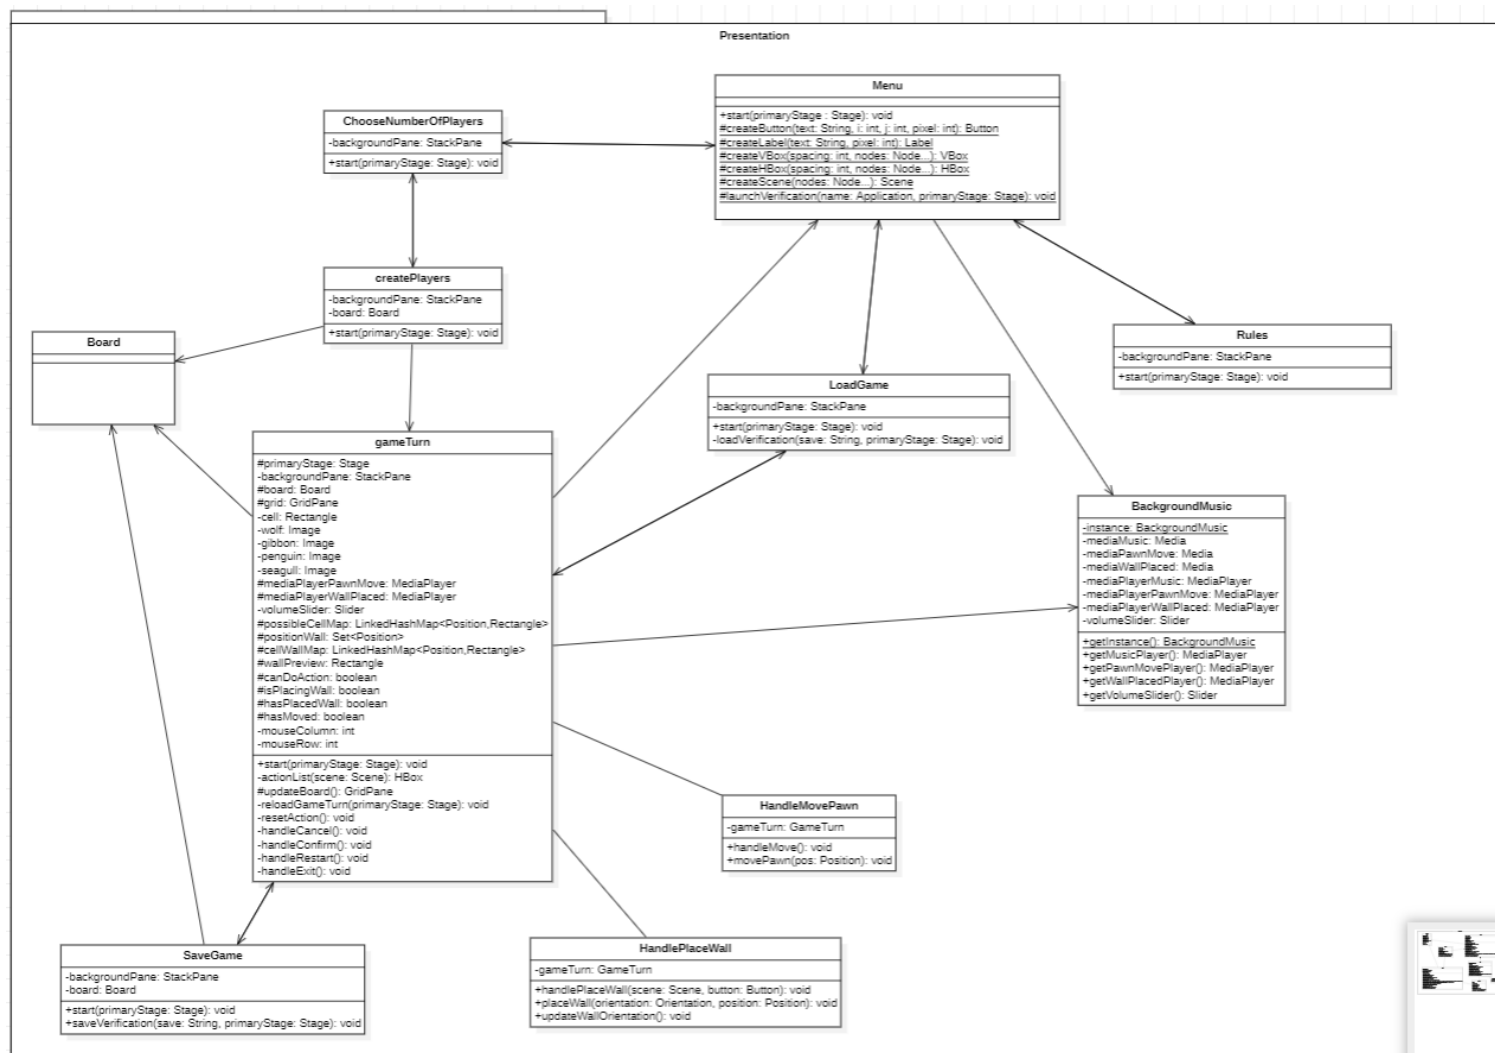 Presentation
Menu
+start(primaryStage : Stage): void
#createButton(text: String, i: int, j: int, pixel: int): Button
#createLabel(text: String, pixel: int): Label
#createVBox(spacing: int, nodes: Node...): VBox
#createHBox(spacing: int, nodes: Node...): HBox
#createScene(nodes: Node...): Scene
#launchVerification(name: Application, primaryStage: Stage): void
ChooseNumberOfPlayers
-backgroundPane: StackPane
+start(primaryStage: Stage): void
createPlayers
-backgroundPane: StackPane
-board: Board
+start(primaryStage: Stage): void
Board
Rules
-backgroundPane: StackPane
+start(primaryStage: Stage): void
LoadGame
-backgroundPane: StackPane
+start(primaryStage: Stage): void
-loadVerification(save: String, primaryStage: Stage): void
gameTurn
#primaryStage: Stage
-backgroundPane: StackPane
#board: Board
#grid: GridPane
-cell: Rectangle
-wolf: Image
-gibbon: Image
-penguin: Image
-seagull: Image
#mediaPlayerPawnMove: MediaPlayer
#mediaPlayerWallPlaced: MediaPlayer
-volumeSlider: Slider
#possibleCellMap: LinkedHashMap<Position,Rectangle>
#positionWall: Set<Position>
#cellWallMap: LinkedHashMap<Position,Rectangle>
#wallPreview: Rectangle
#canDoAction: boolean
#isPlacingWall: boolean
#hasPlacedWall: boolean
#hasMoved: boolean
-mouseColumn: int
-mouseRow: int
+start(primaryStage: Stage): void
-actionList(scene: Scene): HBox
#updateBoard(): GridPane
-reloadGameTurn(primaryStage: Stage): void
-resetAction(): void
-handleCancel(): void
-handleConfirm(): void
-handleRestart(): void
-handleExit(): void
BackgroundMusic
-instance: BackgroundMusic
-mediaMusic: Media
-mediaPawnMove: Media
-mediaWallPlaced: Media
-mediaPlayerMusic: MediaPlayer
-mediaPlayerPawnMove: MediaPlayer
-mediaPlayerWallPlaced: MediaPlayer
-volumeSlider: Slider
+getInstance(): BackgroundMusic
+getMusicPlayer(): MediaPlayer
+getPawnMovePlayer(): MediaPlayer
+getWallPlacedPlayer(): MediaPlayer
+getVolumeSlider(): Slider
HandleMovePawn
-gameTurn: GameTurn
+handleMove(): void
+movePawn(pos: Position): void
SaveGame
-backgroundPane: StackPane
-board: Board
+start(primaryStage: Stage): void
+saveVerification(save: String, primaryStage: Stage): void
HandlePlaceWall
-gameTurn: GameTurn
+handlePlaceWall(scene: Scene, button: Button): void
+placeWall(orientation: Orientation, position: Position): void
+updateWallOrientation(): void